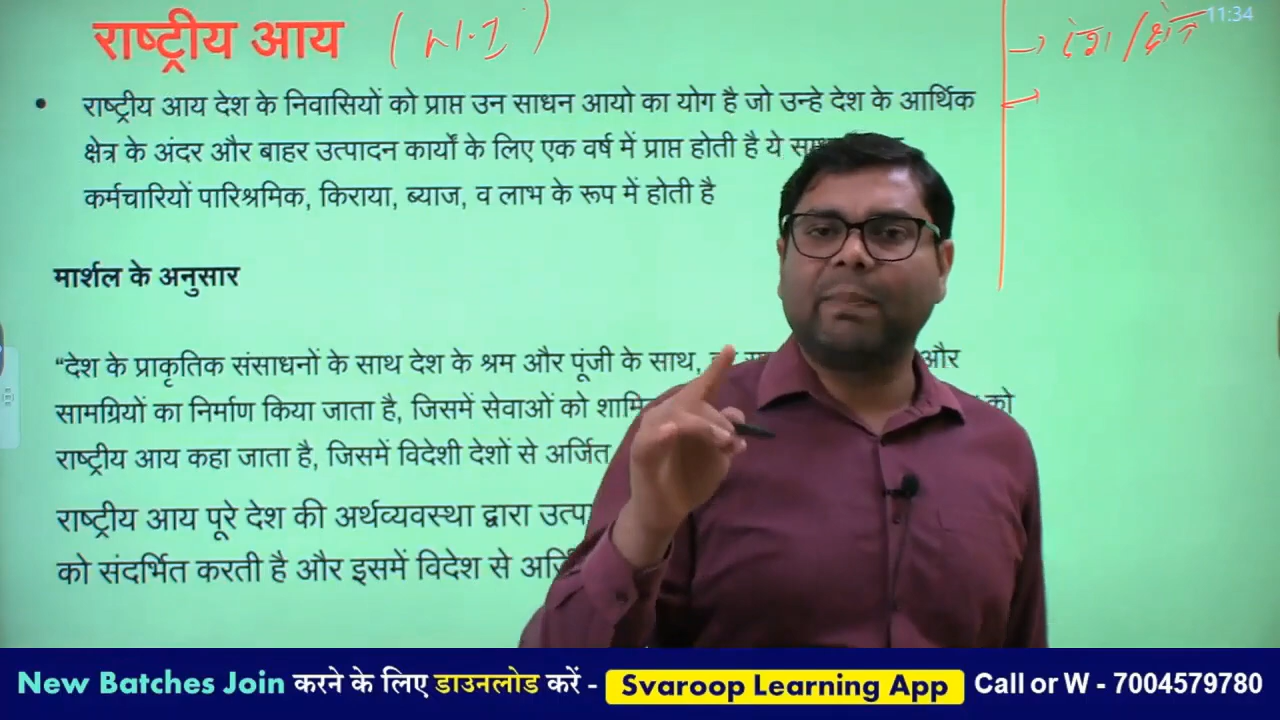 राष्ट्रीय आय (N.I)
11:34
देश/क्षेत्र
• राष्ट्रीय आय देश के निवासियों को प्राप्त उन साधन आयो का योग है जो उन्हे देश के आर्थिक
क्षेत्र के अंदर और बाहर उत्पादन कार्यों के लिए एक वर्ष में प्राप्त होती है ये
कर्मचारियों पारिश्रमिक, किराया, ब्याज, व लाभ के रूप में होती है
मार्शल के अनुसार
“देश के प्राकृतिक संसाधनों के साथ देश के श्रम और पूंजी के साथ, और
सामग्रियों का निर्माण किया जाता है, जिसमें सेवाओं को को
राष्ट्रीय आय कहा जाता है, जिसमें विदेशी देशों से अर्जित
राष्ट्रीय आय पूरे देश की अर्थव्यवस्था द्वारा
को संदर्भित करती है और इसमें विदेश से
New Batches Join करने के लिए डाउनलोड करें - Svaroop Learning App Call or W - 7004579780